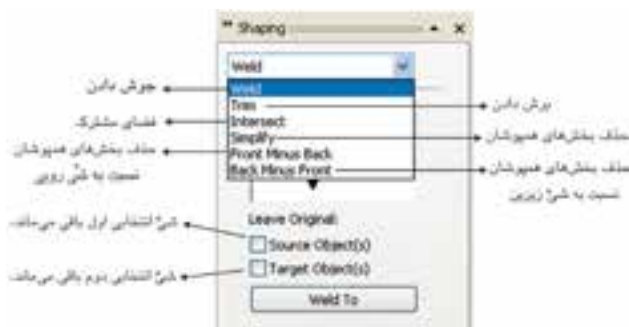 Shaping
Weld
Weld
جوش دادن
Trim
برش دادن
Intersect
فضای مشترک
Simplify
حذف بخش‌های همپوشان
Front Minus Back
حذف بخش‌های همپوشان
نسبت به شئ رویی
Back Minus Front
حذف بخش‌های همپوشان
نسبت به شئ زیرین
Leave Original:
شئ انتخابی اول باقی می‌ماند.
Source Object(s)
Target Object(s)
شئ انتخابی دوم باقی می‌ماند.
Weld To